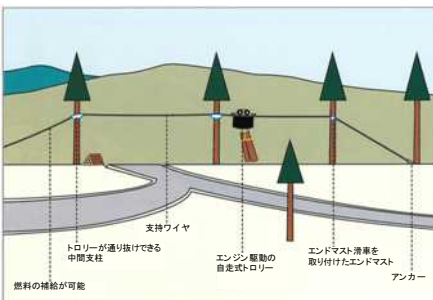 支持ワイヤ
トロリーが通り抜けできる
中間支柱
エンジン駆動の
自走式トロリー
エンドマスト滑車を
取り付けたエンドマスト
アンカー
燃料の補給が可能